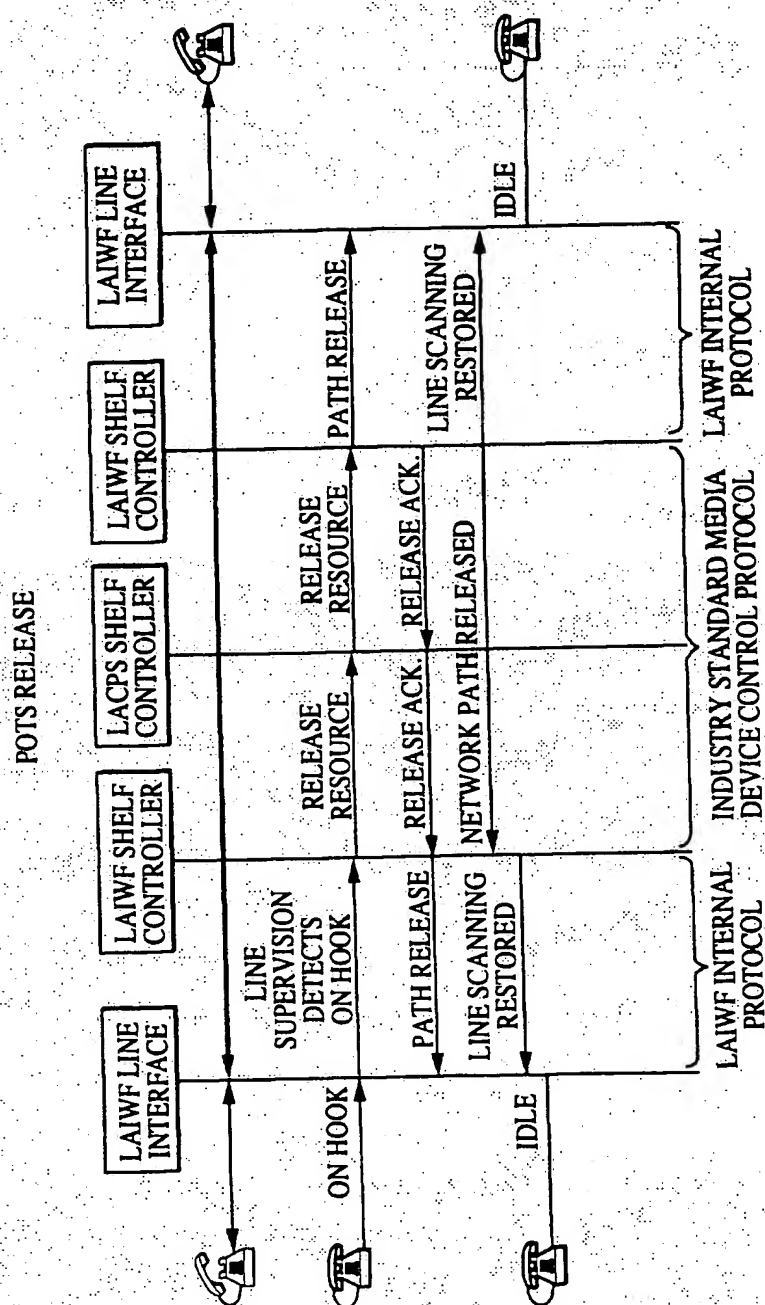 POTS RELEASE
LAIWF LINE
INTERFACE
LAIWF SHELF
CONTROLLER
LACPS SHELF
CONTROLLER
LAIWF SHELF
CONTROLLER
LAIWF LINE
INTERFACE
ON HOOK
LINE
SUPERVISION
DETECTS
ON HOOK
RELEASE
RESOURCE
RELEASE
RESOURCE
PATH RELEASE
PATH RELEASE
RELEASE ACK.
RELEASE ACK.
LINE SCANNING
RESTORED
NETWORK PATH RELEASED
LINE SCANNING
RESTORED
IDLE
IDLE
LAIWF INTERNAL
PROTOCOL
INDUSTRY STANDARD MEDIA
DEVICE CONTROL PROTOCOL
LAIWF INTERNAL
PROTOCOL